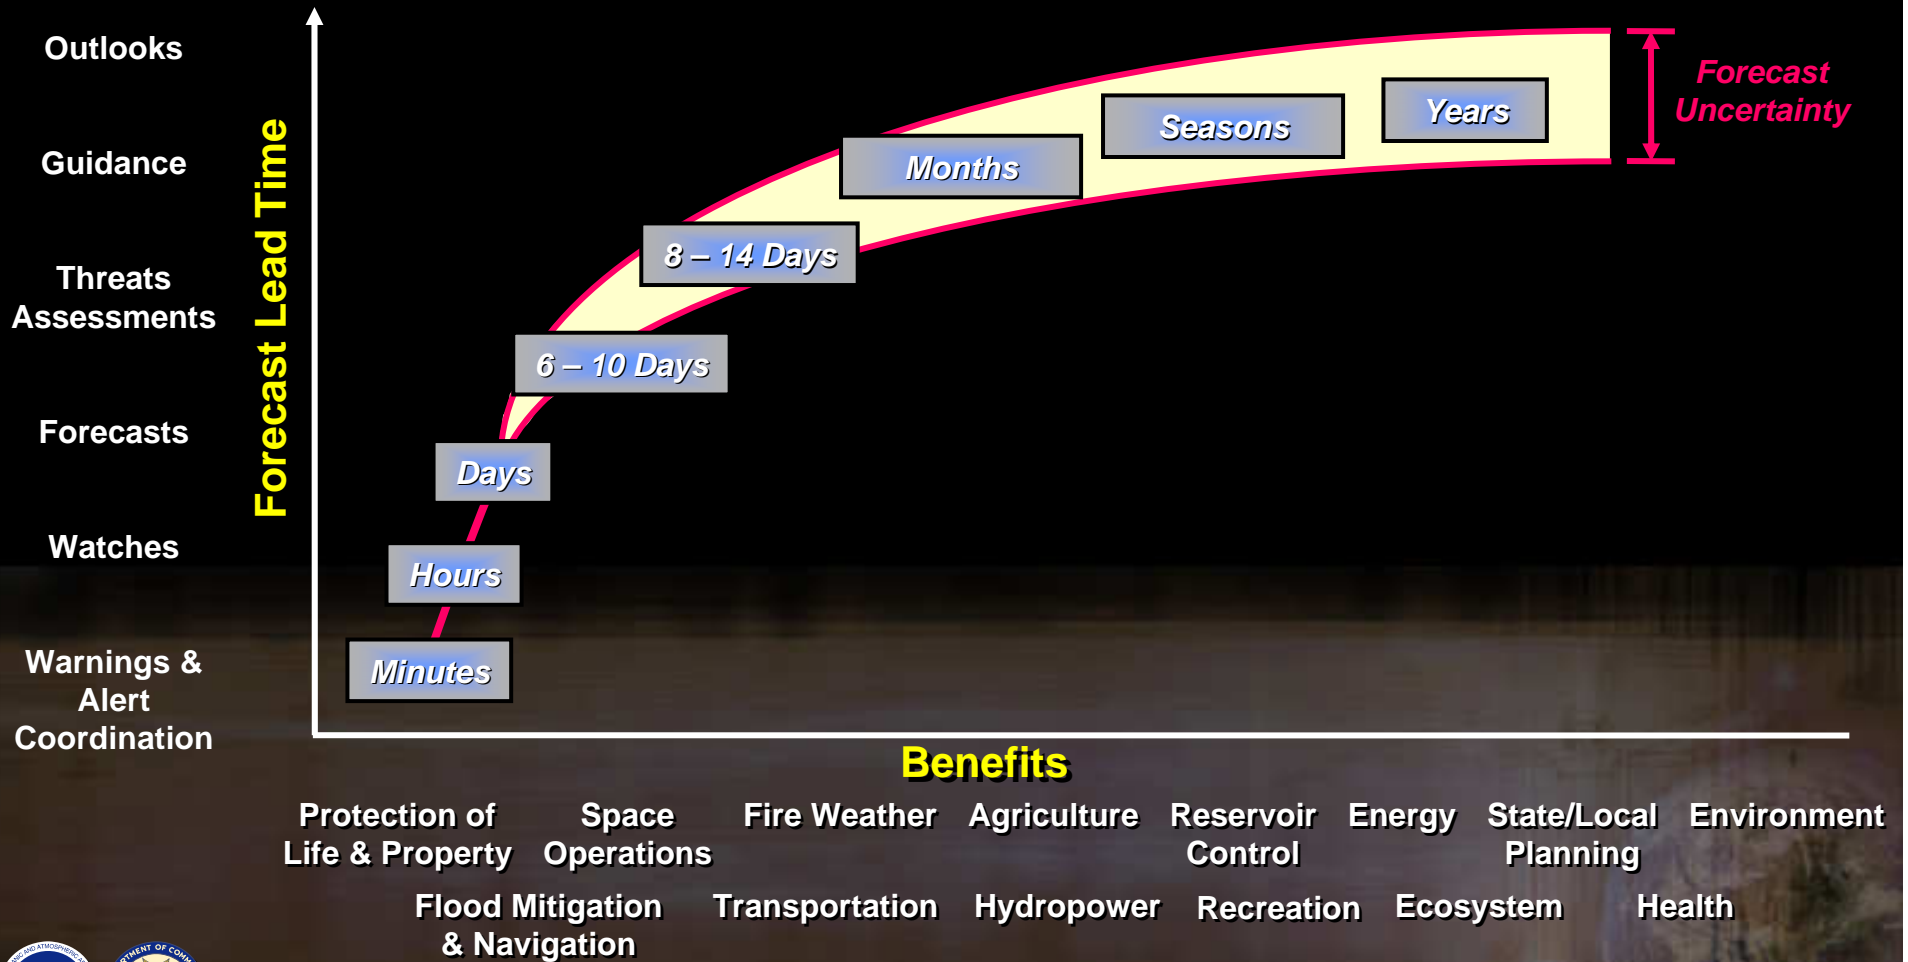 Outlooks
Guidance
Threats
Assessments
Forecasts
Watches
Warnings &
Alert
Coordination
Forecast Lead Time
Years
Seasons
Months
8 – 14 Days
6 – 10 Days
Days
Hours
Minutes
Forecast
Uncertainty
Benefits
Protection of
Life & Property
Space
Operations
Fire Weather
Agriculture
Reservoir
Control
Energy
State/Local
Planning
Environment
Flood Mitigation
& Navigation
Transportation
Hydropower
Recreation
Ecosystem
Health
AND ATMOSPHERIC